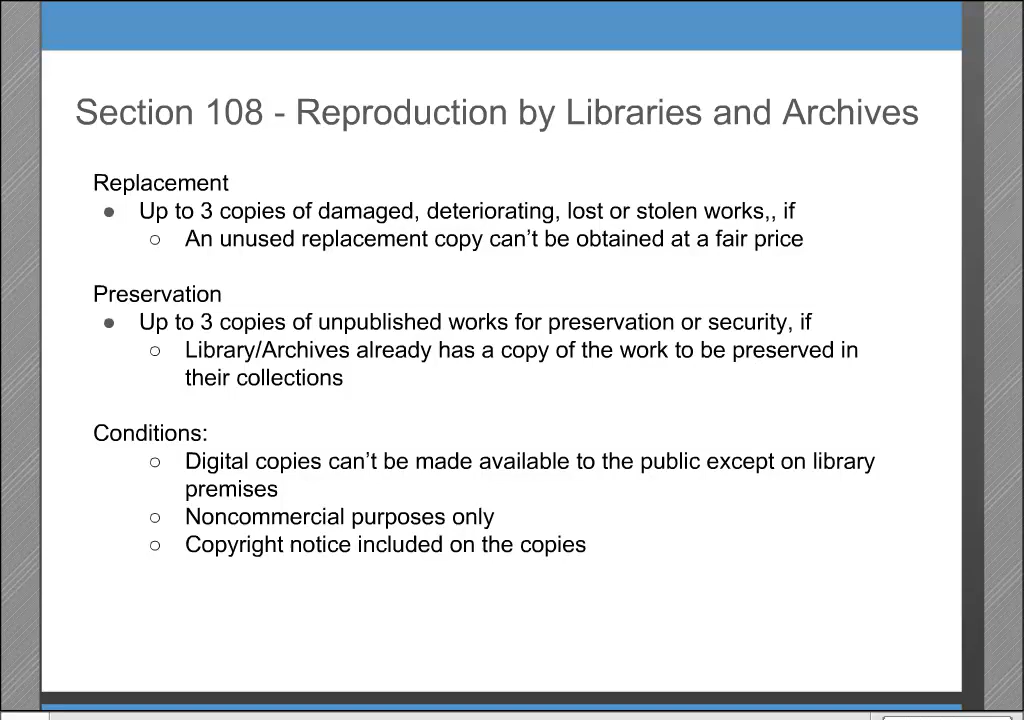 Section 108 - Reproduction by Libraries and Archives
Replacement
● Up to 3 copies of damaged, deteriorating, lost or stolen works,, if
○ An unused replacement copy can’t be obtained at a fair price
Preservation
● Up to 3 copies of unpublished works for preservation or security, if
○ Library/Archives already has a copy of the work to be preserved in
their collections
Conditions:
○ Digital copies can’t be made available to the public except on library
premises
○ Noncommercial purposes only
○ Copyright notice included on the copies